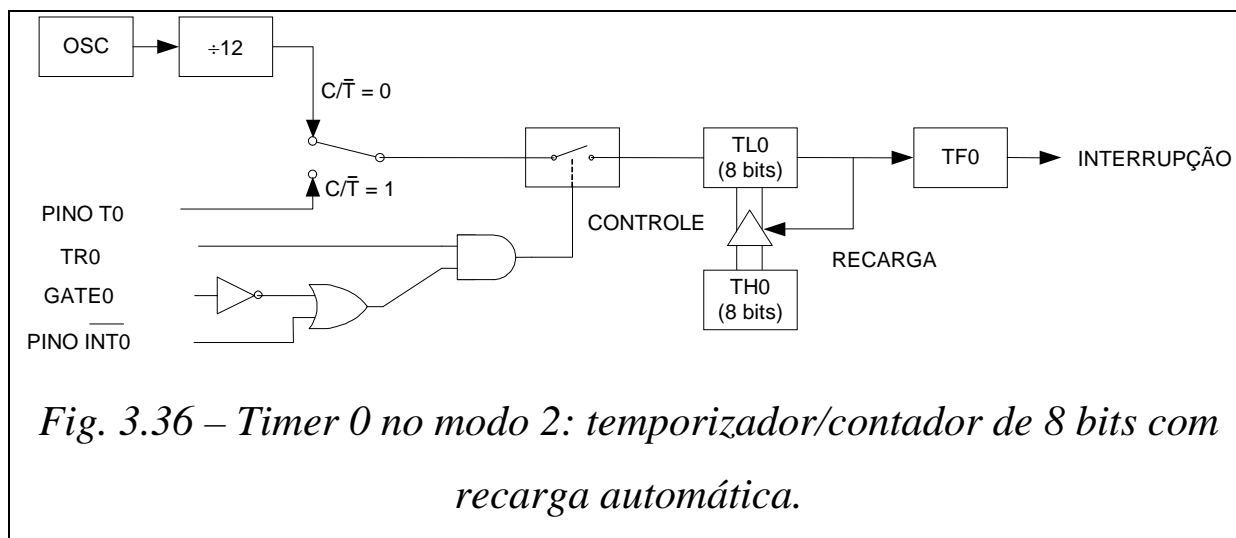 OSC
÷12
C/T̅ = 0
C/T̅ = 1
PINO T0
TR0
GATE0
PINO I̅N̅T̅0̅
CONTROLE
TL0
(8 bits)
TF0
INTERRUPÇÃO
RECARGA
TH0
(8 bits)
Fig. 3.36 – Timer 0 no modo 2: temporizador/contador de 8 bits com
recarga automática.